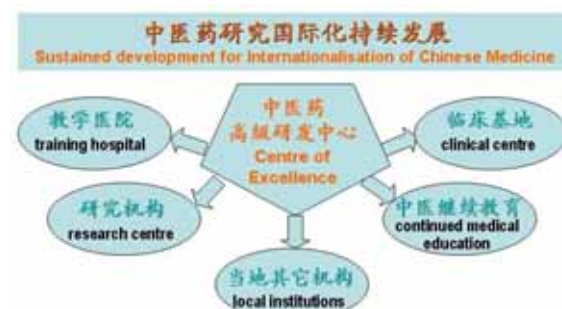 中医药研究国际化持续发展
Sustained development for Internationalisation of Chinese Medicine
教学医院
training hospital
中医药
高级研发中心
Centre of
Excellence
临床基地
clinical centre
研究机构
research centre
中医继续教育
continued medical
education
当地其它机构
local institutions